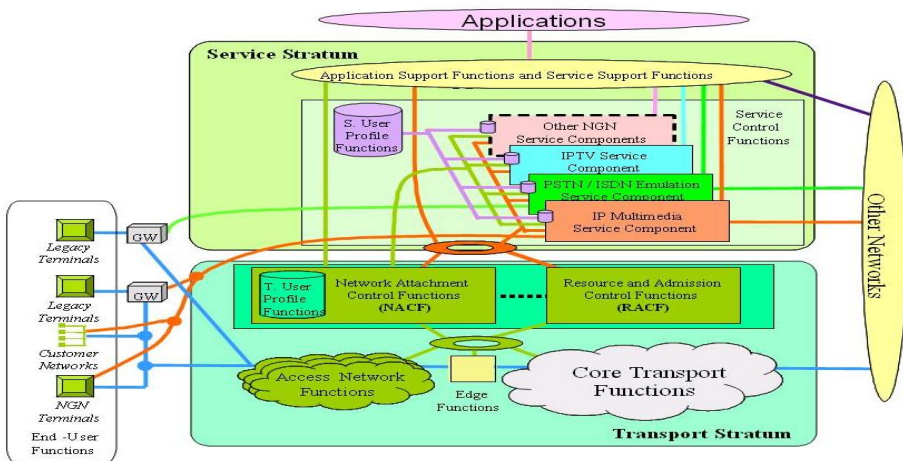 Applications
Service Stratum
Application Support Functions and Service Support Functions
S. User
Profile
Functions
Service
Control
Functions
Other NGN
Service Components
IPTV Service
Component
PSTN / ISDN Emulation
Service Component
IP Multimedia
Service Component
Other Networks
GW
Legacy
Terminals
GW
Legacy
Terminals
Customer
Networks
NGN
Terminals
End -User
Functions
T. User
Profile
Functions
Network Attachment
Control Functions
(NACF)
Resource and Admission
Control Functions
(RACF)
Access Network
Functions
Edge
Functions
Core Transport
Functions
Transport Stratum